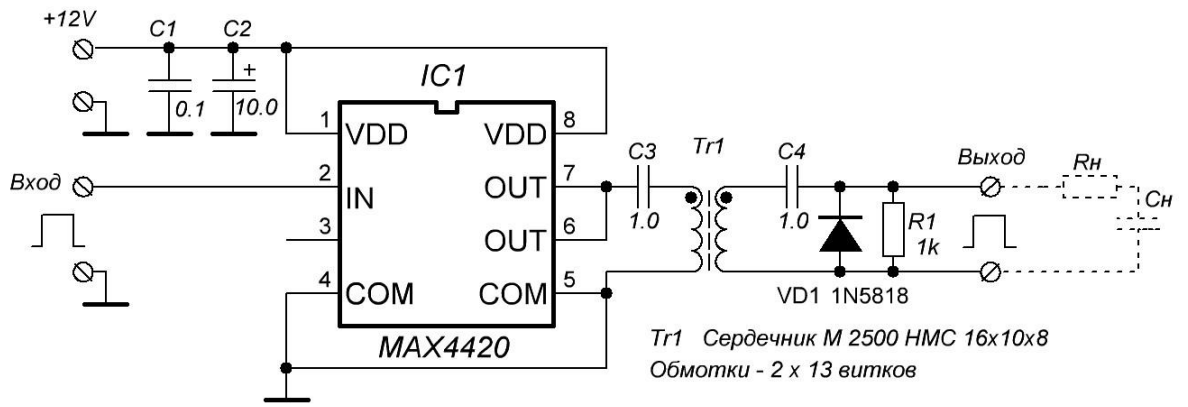 +12V
C1
C2
+
0.1
10.0
IC1
1
VDD
VDD
8
Вход
2
IN
OUT
7
3
OUT
6
4
COM
COM
5
MAX4420
C3
1.0
Tr1
C4
1.0
Выход
Rн
Cн
R1
1k
VD1 1N5818
Tr1 Сердечник М 2500 НМС 16х10х8
Обмотки - 2 х 13 витков